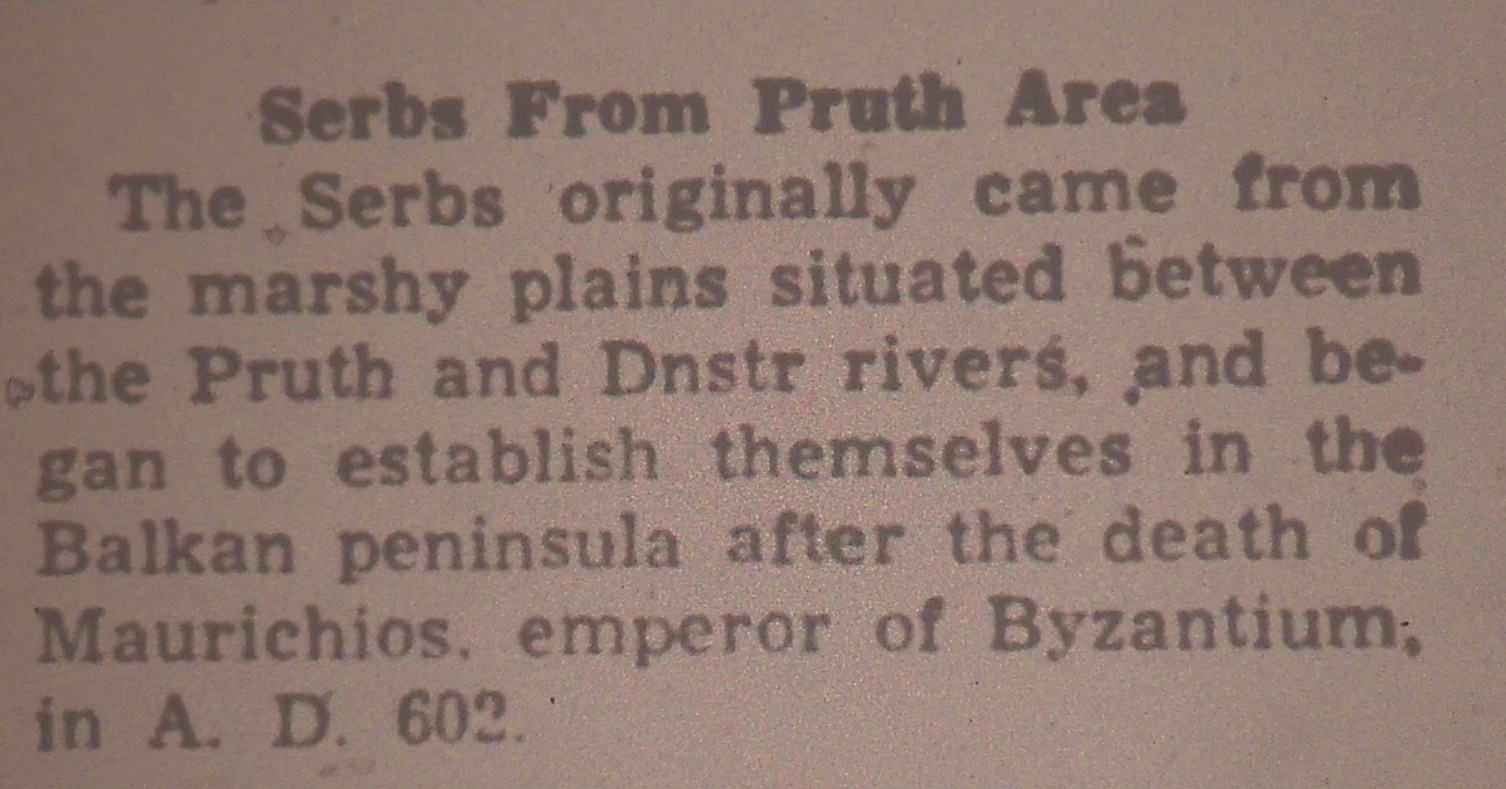 Serbs From Pruth Area
The Serbs originally came from
the marshy plains situated between
the Pruth and Dnstr rivers, and be-
gan to establish themselves in the
Balkan peninsula after the death of
Maurichios. emperor of Byzantium,
in A. D. 602.